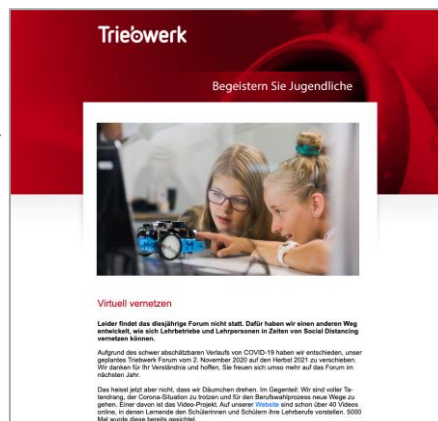 Triebwerk
Begeistern Sie Jugendliche
Virtuell vernetzen
Leider findet das diesjährige Forum nicht statt. Dafür haben wir einen anderen Weg
entwickelt, wie sich Lehrbetriebe und Lehrpersonen in Zeiten von Social Distancing
vernetzen können.
Aufgrund des schwer abschätzbaren Verlaufs von COVID-19 haben wir entschieden, unser
geplantes Triebwerk Forum vom 2. November 2020 auf den Herbst 2021 zu verschieben.
Wir danken für Ihr Verständnis und hoffen, Sie freuen sich umso mehr auf das Forum im
nächsten Jahr.
Das heisst jetzt aber nicht, dass wir Däumchen drehen. Im Gegenteil: Wir sind voller Ta-
tendrang, der Corona-Situation zu trotzen und für den Berufswahlprozess neue Wege zu
gehen. Einer davon ist das Video-Projekt. Auf unserer Website sind schon über 40 Videos
online, in denen Lernende den Schülerinnen und Schülern ihre Lehrberufe vorstellen. 5000
Mal wurde diese bereits gesichtet.